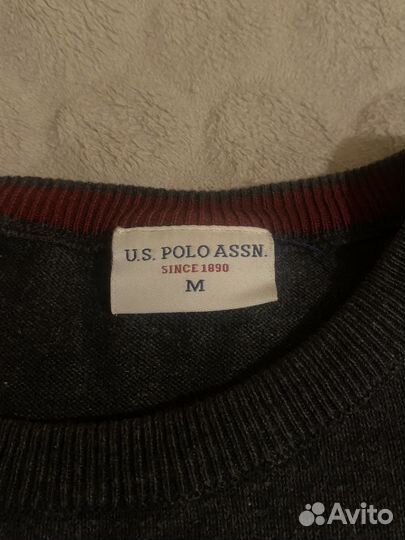 U.S. POLO ASSN.
SINCE 1890
M
Avito